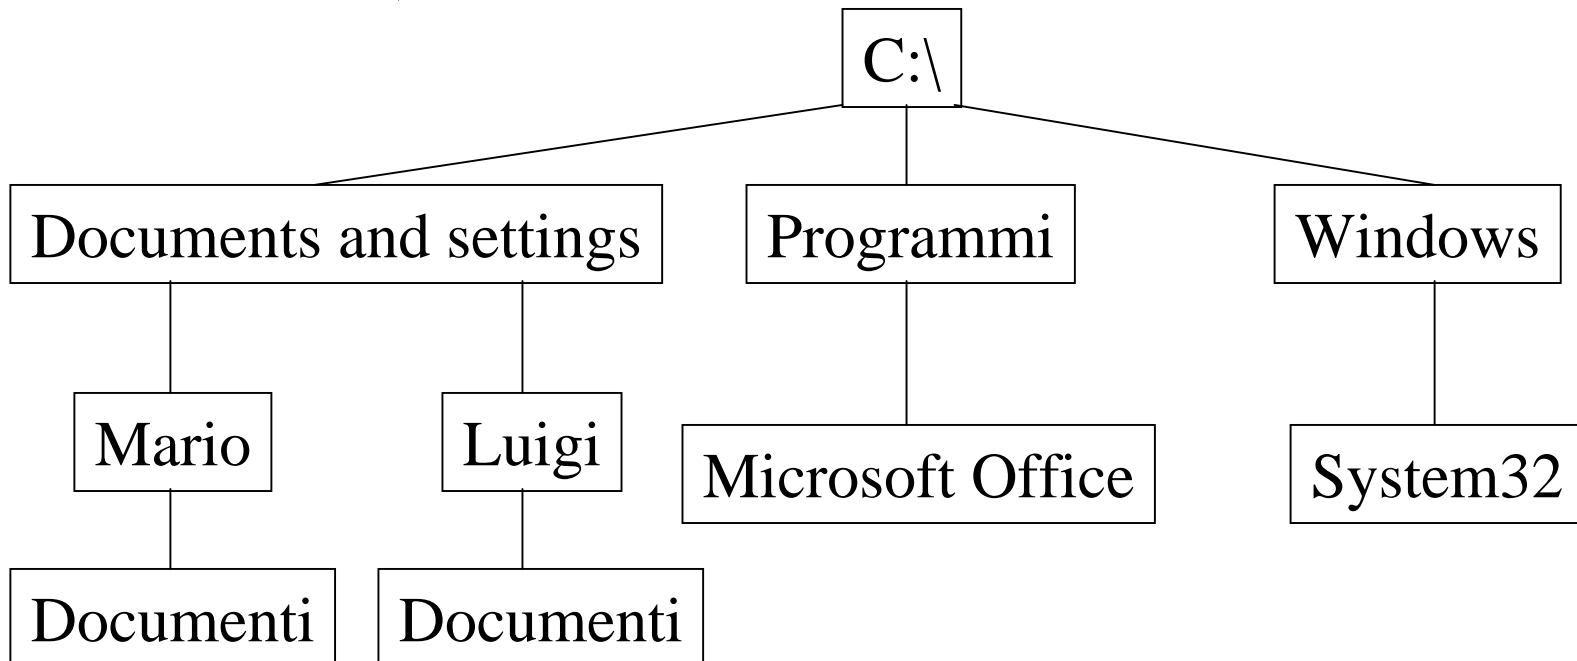 C:\
Documents and settings
Programmi
Windows
Mario
Luigi
Microsoft Office
System32
Documenti
Documenti